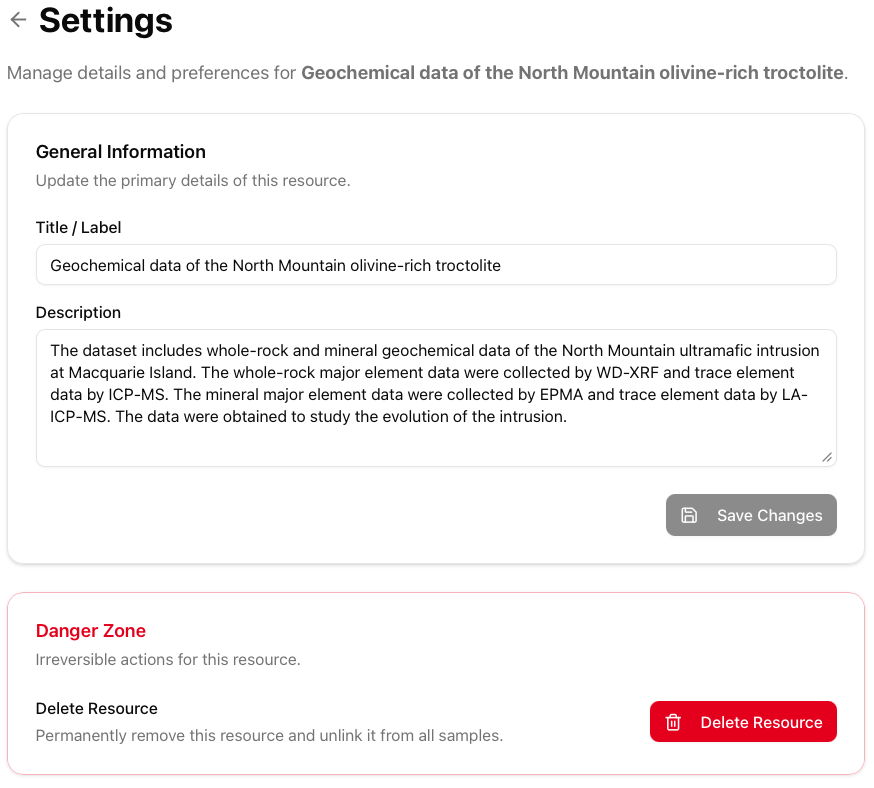 Settings
Manage details and preferences for Geochemical data of the North Mountain olivine-rich troctolite.
General Information
Update the primary details of this resource.
Title / Label
Geochemical data of the North Mountain olivine-rich troctolite
Description
The dataset includes whole-rock and mineral geochemical data of the North Mountain ultramafic intrusion
at Macquarie Island. The whole-rock major element data were collected by WD-XRF and trace element
data by ICP-MS. The mineral major element data were collected by EPMA and trace element data by LA-
ICP-MS. The data were obtained to study the evolution of the intrusion.
Save Changes
Danger Zone
Irreversible actions for this resource.
Delete Resource
Permanently remove this resource and unlink it from all samples.
Delete Resource